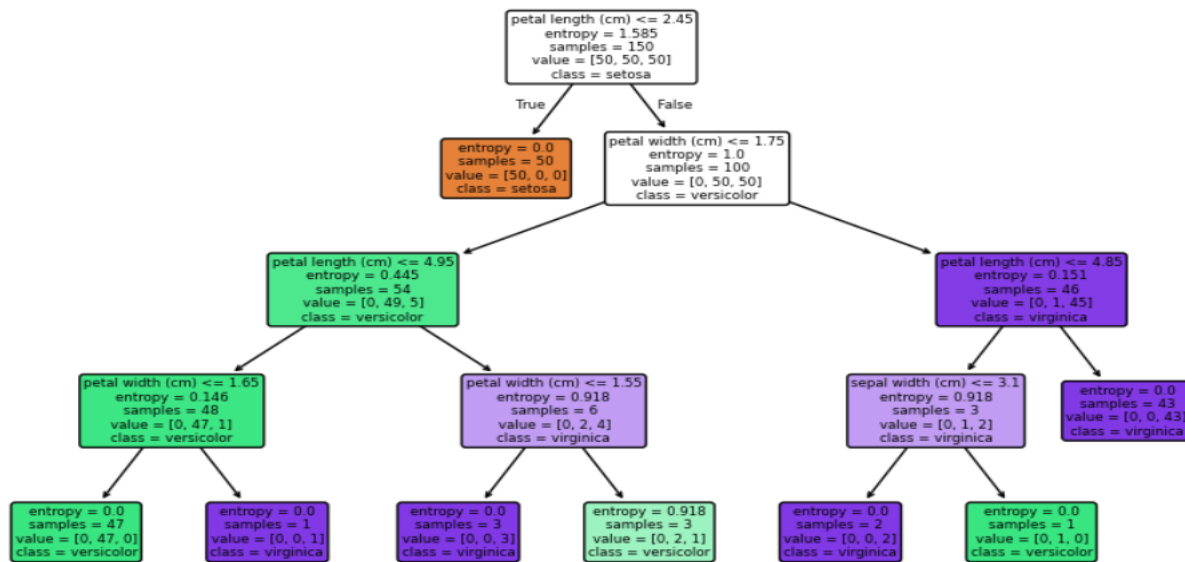 petal length (cm) <= 2.45
entropy = 1.585
samples = 150
value = [50, 50, 50]
class = setosa
True
False
entropy = 0.0
samples = 50
value = [50, 0, 0]
class = setosa
petal width (cm) <= 1.75
entropy = 1.0
samples = 100
value = [0, 50, 50]
class = versicolor
petal length (cm) <= 4.95
entropy = 0.445
samples = 54
value = [0, 49, 5]
class = versicolor
petal length (cm) <= 4.85
entropy = 0.151
samples = 46
value = [0, 1, 45]
class = virginica
petal width (cm) <= 1.65
entropy = 0.146
samples = 48
value = [0, 47, 1]
class = versicolor
petal width (cm) <= 1.55
entropy = 0.918
samples = 6
value = [0, 2, 4]
class = virginica
sepal width (cm) <= 3.1
entropy = 0.918
samples = 3
value = [0, 1, 2]
class = virginica
entropy = 0.0
samples = 43
value = [0, 0, 43]
class = virginica
entropy = 0.0
samples = 47
value = [0, 47, 0]
class = versicolor
entropy = 0.0
samples = 1
value = [0, 0, 1]
class = virginica
entropy = 0.0
samples = 3
value = [0, 0, 3]
class = virginica
entropy = 0.918
samples = 3
value = [0, 2, 1]
class = versicolor
entropy = 0.0
samples = 2
value = [0, 0, 2]
class = virginica
entropy = 0.0
samples = 1
value = [0, 1, 0]
class = versicolor